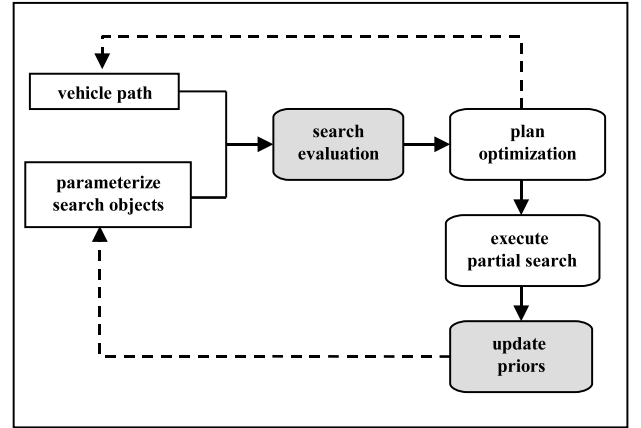 vehicle path
parameterize
search objects
search
evaluation
plan
optimization
execute
partial search
update
priors